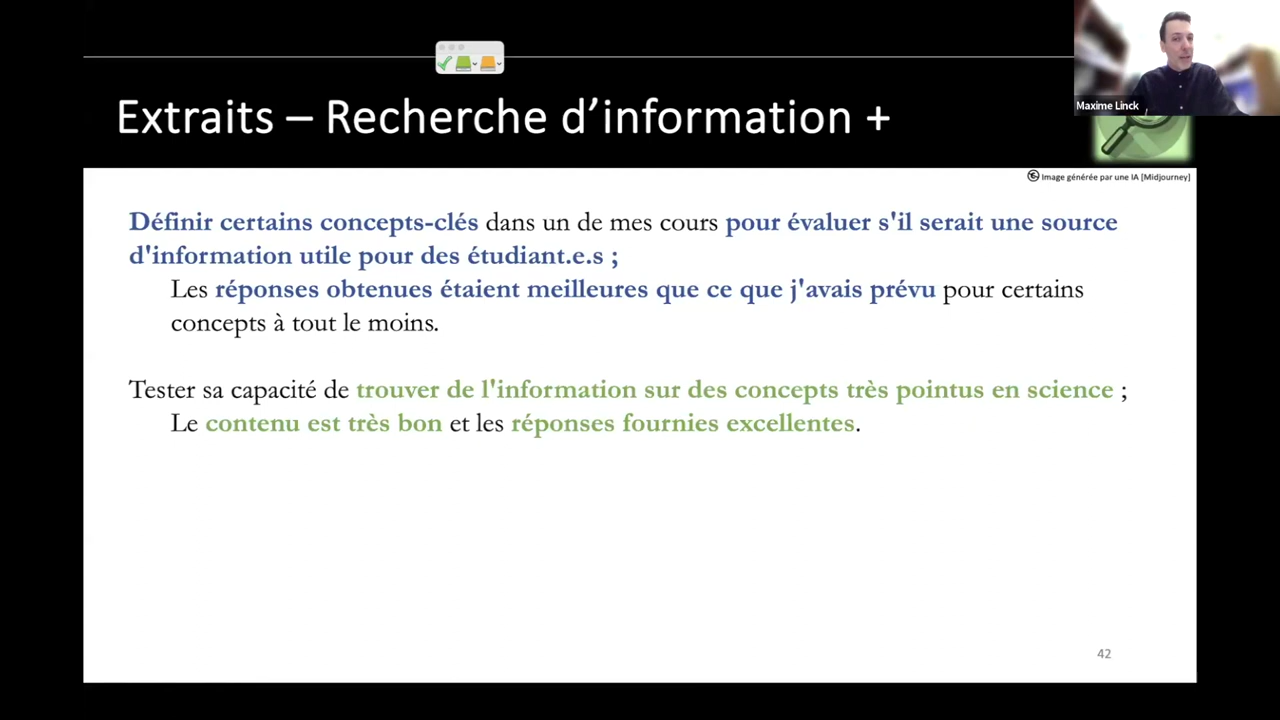 Maxime Linck
Extraits – Recherche d’information +
Image générée par une IA [Midjourney]
Définir certains concepts-clés dans un de mes cours pour évaluer s'il serait une source
d'information utile pour des étudiant.e.s ;
Les réponses obtenues étaient meilleures que ce que j'avais prévu pour certains
concepts à tout le moins.
Tester sa capacité de trouver de l'information sur des concepts très pointus en science ;
Le contenu est très bon et les réponses fournies excellentes.
42